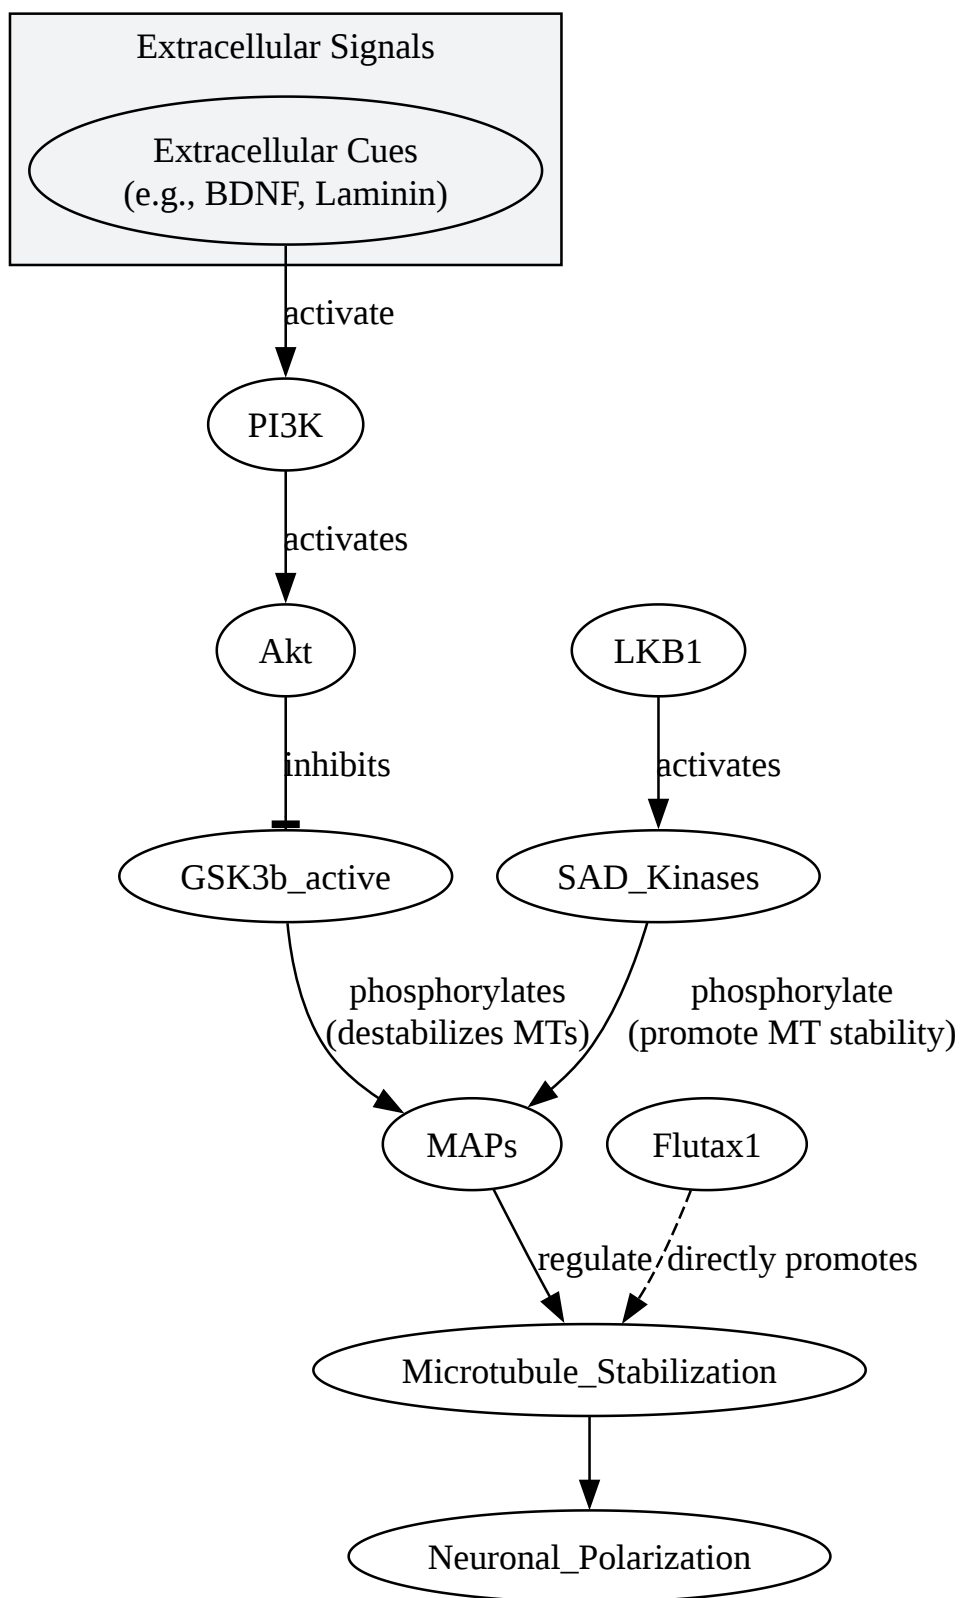 Extracellular Signals
Extracellular Cues
(e.g., BDNF, Laminin)
activate
PI3K
activates
Akt
LKB1
inhibits
activates
GSK3b_active
SAD_Kinases
phosphorylates
(destabilizes MTs)
phosphorylate
(promote MT stability)
MAPs
Flutax1
regulate
directly promotes
Microtubule_Stabilization
Neuronal_Polarization